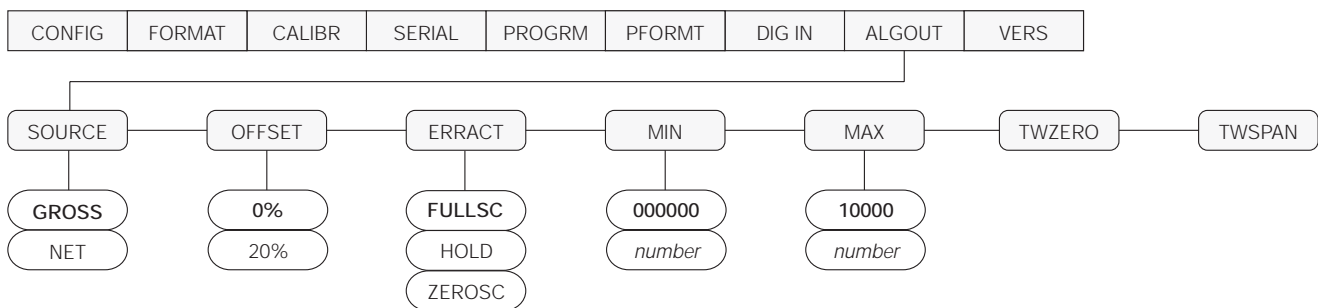 CONFIG FORMAT CALIBR SERIAL PROGRM PFORMT DIG IN ALGOUT VERS
SOURCE OFFSET ERRACT MIN MAX TWZERO TWSPAN
GROSS 0% FULLSC 000000 10000
NET 20% HOLD number number
ZEROSC